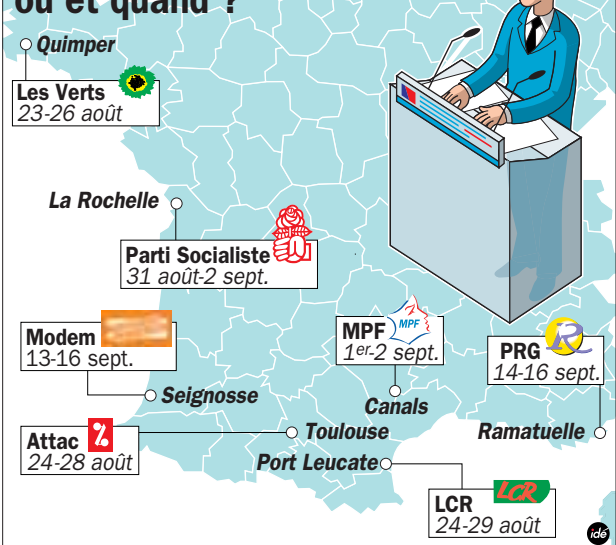 où et quand ?
Quimper
Les Verts
23-26 août
La Rochelle
Parti Socialiste
31 août-2 sept.
Modem
13-16 sept.
Seignosse
MPF
MPF
1er-2 sept.
Canals
PRG
R
14-16 sept.
Ramatuelle
Attac
%
24-28 août
Toulouse
Port Leucate
LCR
LCR
24-29 août
idé